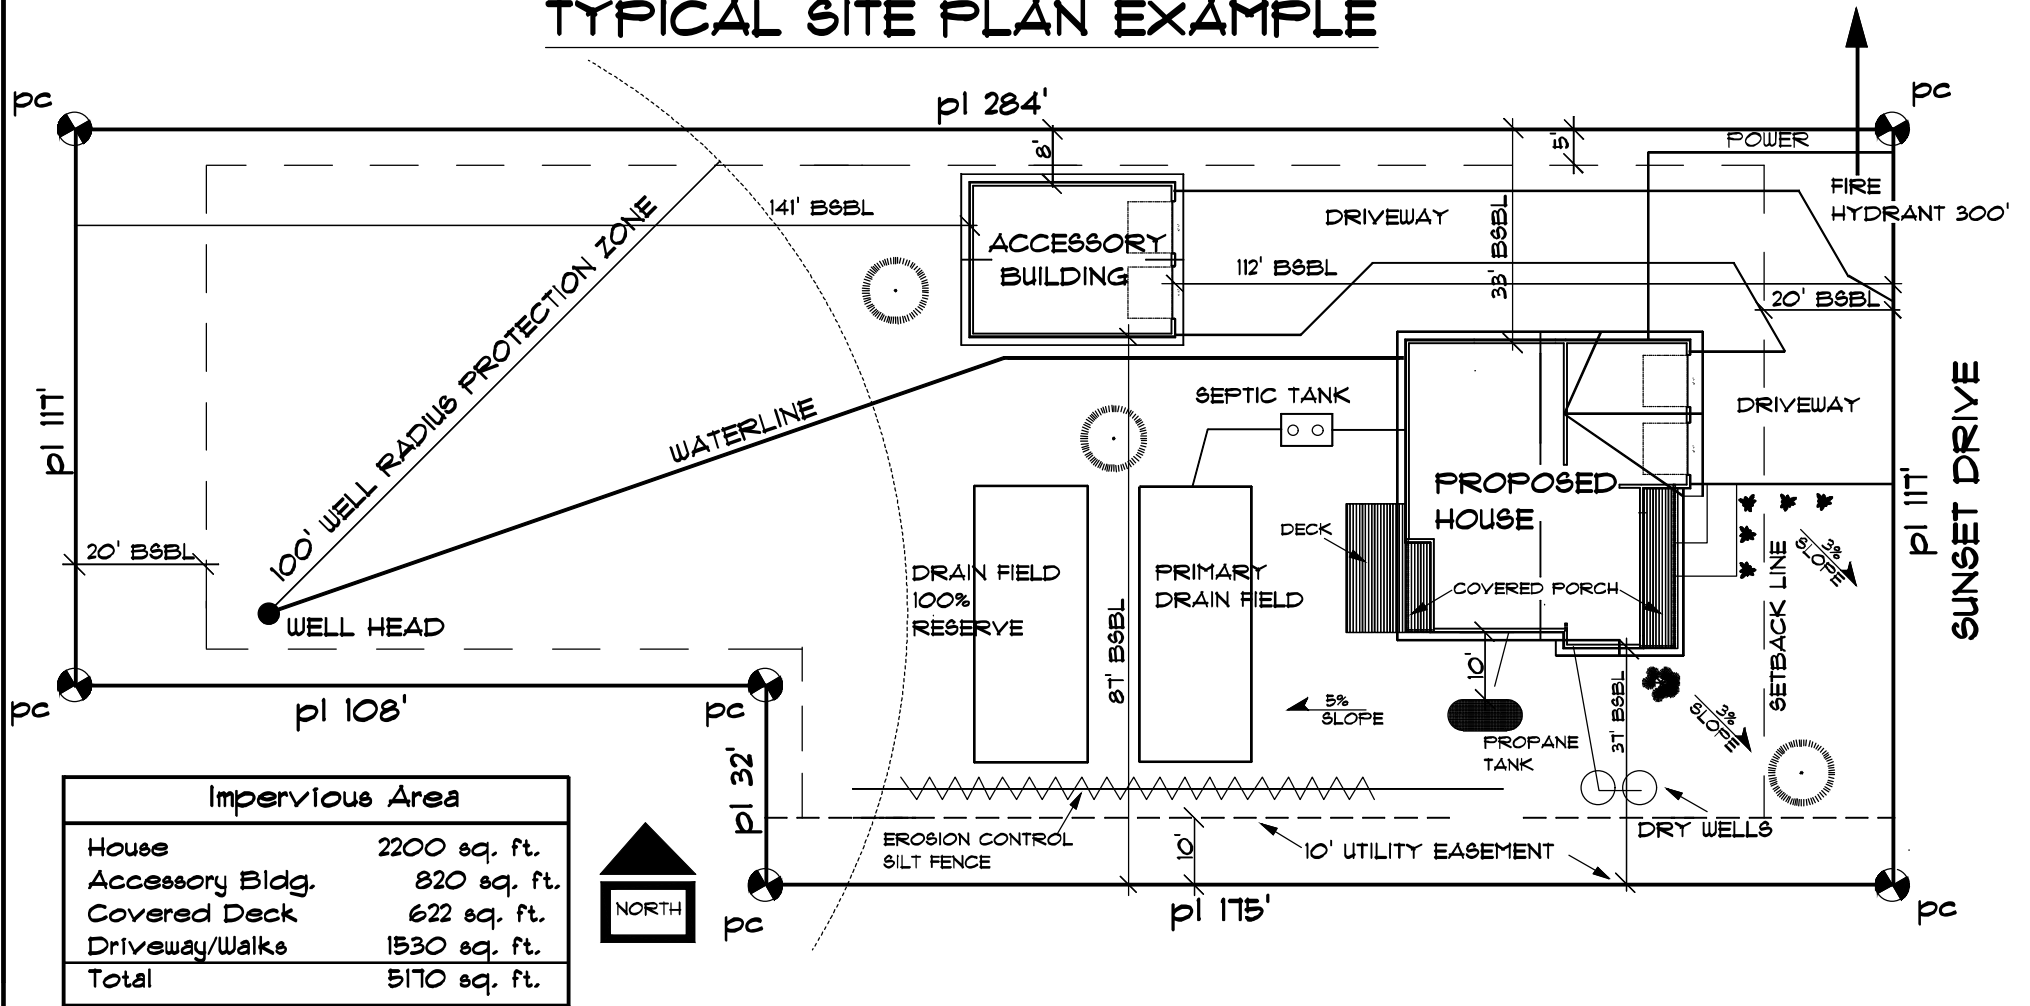 TYPICAL SITE PLAN EXAMPLE
pc
pl 284'
pc
POWER
8'
5'
FIRE
HYDRANT 300'
141' BSBL
DRIVEWAY
33' BSBL
ACCESSORY
BUILDING
112' BSBL
20' BSBL
100' WELL RADIUS PROTECTION ZONE
WATERLINE
SEPTIC TANK
DRIVEWAY
pl 117'
pl 117'
SUNSET DRIVE
PROPOSED
HOUSE
DECK
20' BSBL
3%
SLOPE
SETBACK LINE
DRAIN FIELD
100%
RESERVE
PRIMARY
DRAIN FIELD
COVERED PORCH
WELL HEAD
87' BSBL
10'
37' BSBL
5%
SLOPE
3%
SLOPE
PROPANE
TANK
pc
pl 108'
pc
pl 32'
DRY WELLS
EROSION CONTROL
SILT FENCE
10'
10' UTILITY EASEMENT
pc
pl 175'
pc
Impervious Area
House 2200 sq. ft.
Accessory Bldg. 820 sq. ft.
Covered Deck 622 sq. ft.
Driveway/Walks 1530 sq. ft.
Total 5170 sq. ft.
NORTH